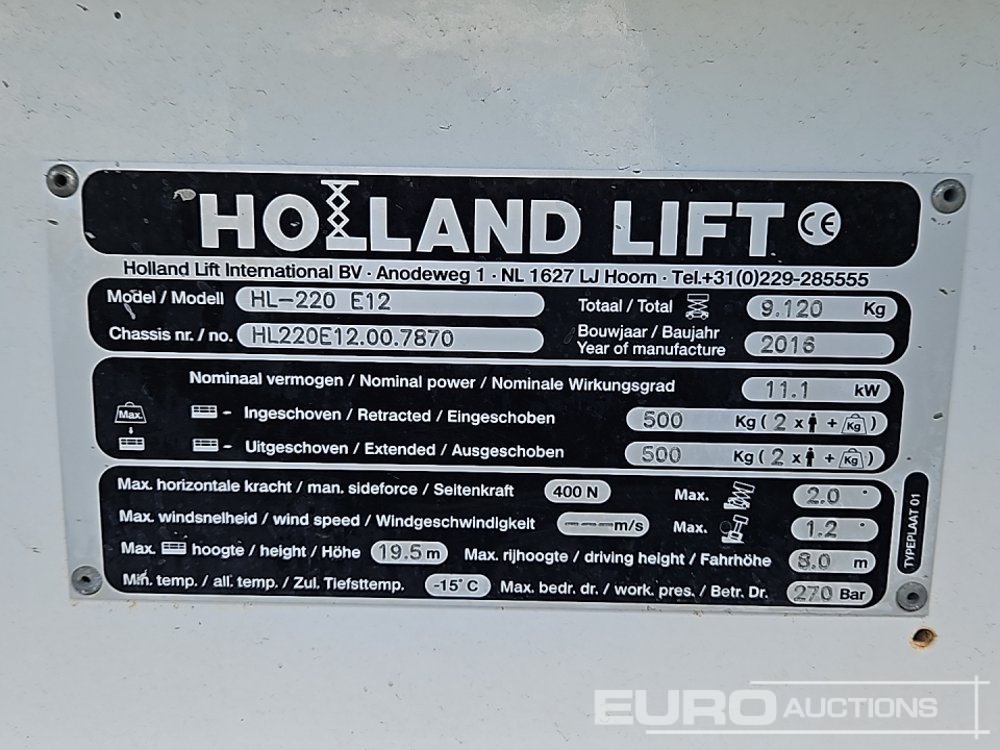 HOLLAND LIFT CE
Holland Lift International BV · Anodeweg 1 · NL 1627 LJ Hoorn · Tel.+31(0)229-285555
Model / Modell HL-220 E12 Totaal / Total 9.120 Kg
Chassis nr. / no. HL220E12.00.7870 Bouwjaar / Baujahr
Year of manufacture 2016
Nominaal vermogen / Nominal power / Nominale Wirkungsgrad 11.1 kW
Max. - Ingeschoven / Retracted / Eingeschoben 500 Kg ( 2 x + Kg )
- Uitgeschoven / Extended / Ausgeschoben 500 Kg ( 2 x + Kg )
Max. horizontale kracht / man. sideforce / Seitenkraft 400 N Max. 2.0 °
Max. windsnelheid / wind speed / Windgeschwindigkeit ---m/s Max. 1.2 °
Max. hoogte / height / Höhe 19.5 m Max. rijhoogte / driving height / Fahrhöhe 8.0 m
Min. temp. / all. temp. / Zul. Tiefsttemp. -15° C Max. bedr. dr. / work. pres. / Betr. Dr. 270 Bar
TYPEPLAAT 01
EURO AUCTIONS